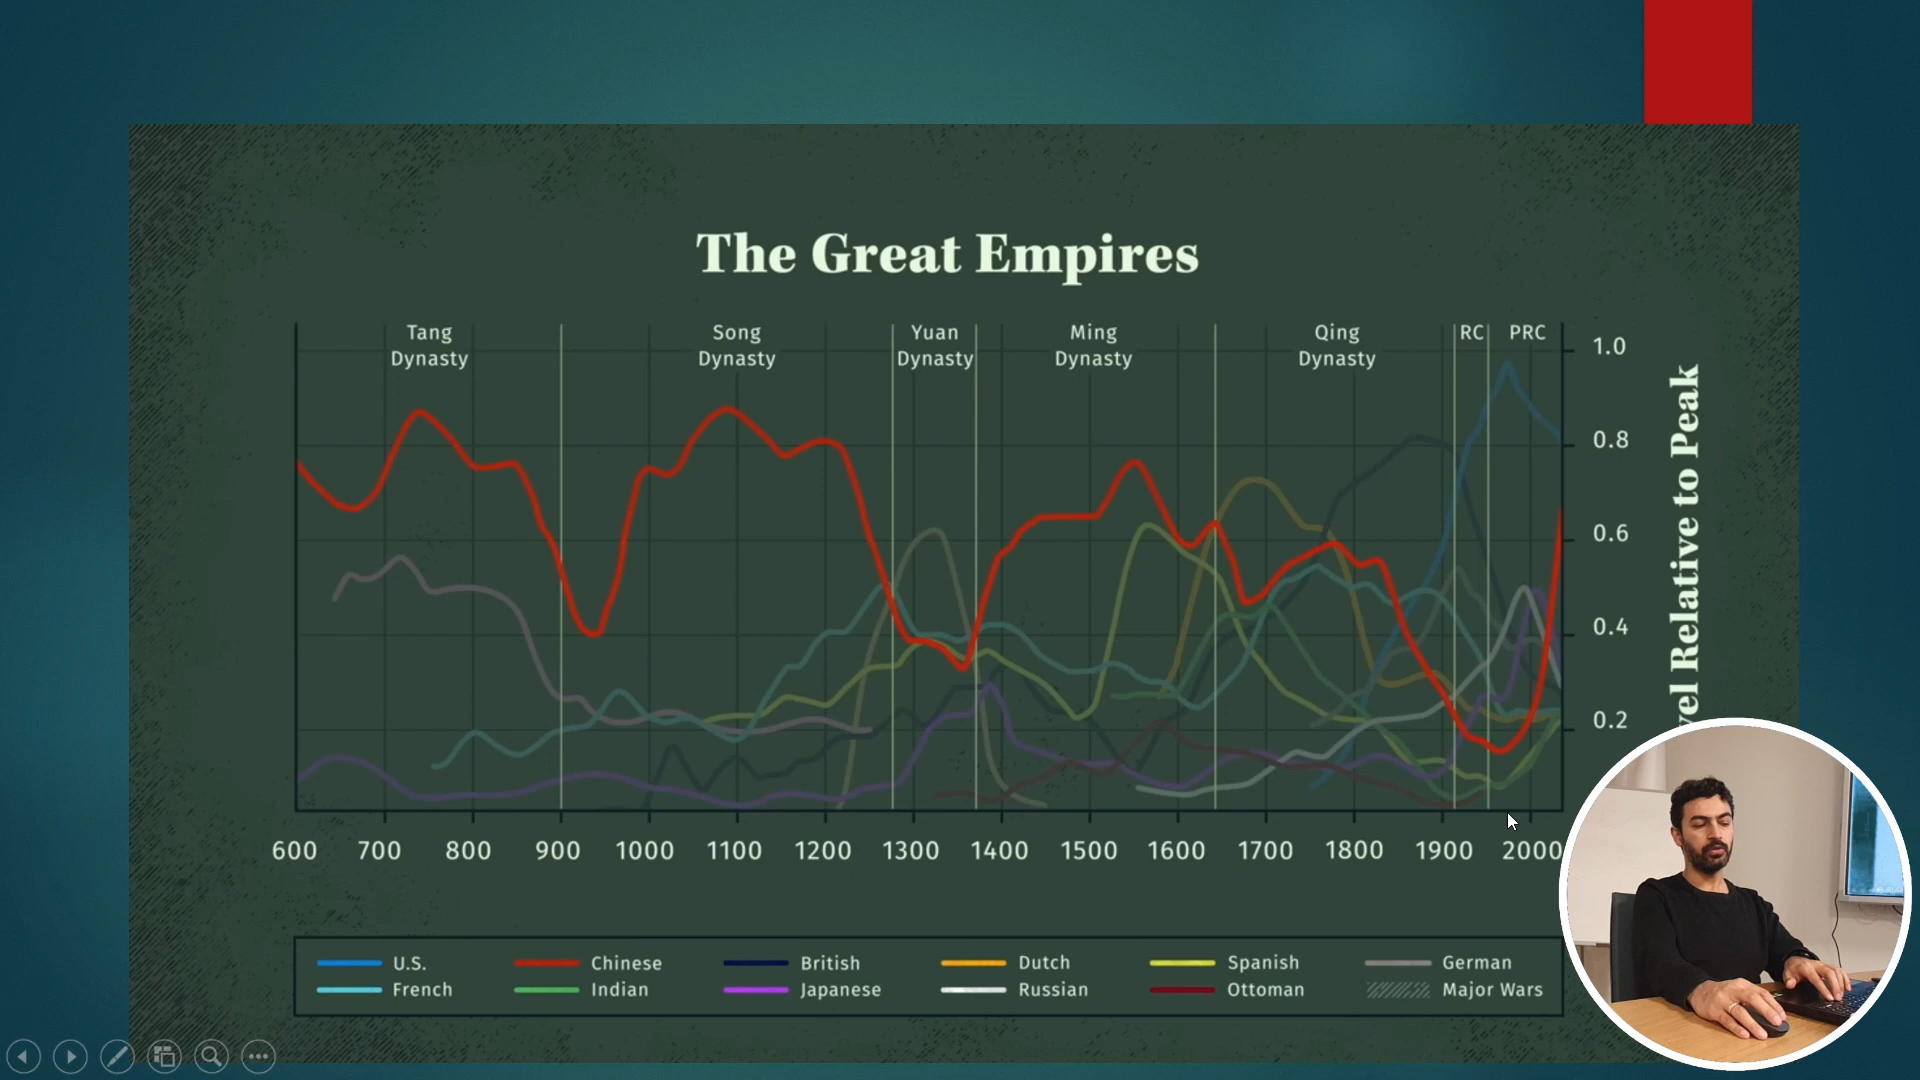 The Great Empires
Tang
Dynasty
Song
Dynasty
Yuan
Dynasty
Ming
Dynasty
Qing
Dynasty
RC
PRC
1.0
0.8
0.6
0.4
0.2
Relative to Peak
600 700 800 900 1000 1100 1200 1300 1400 1500 1600 1700 1800 1900 2000
U.S. Chinese British Dutch Spanish German
French Indian Japanese Russian Ottoman Major Wars